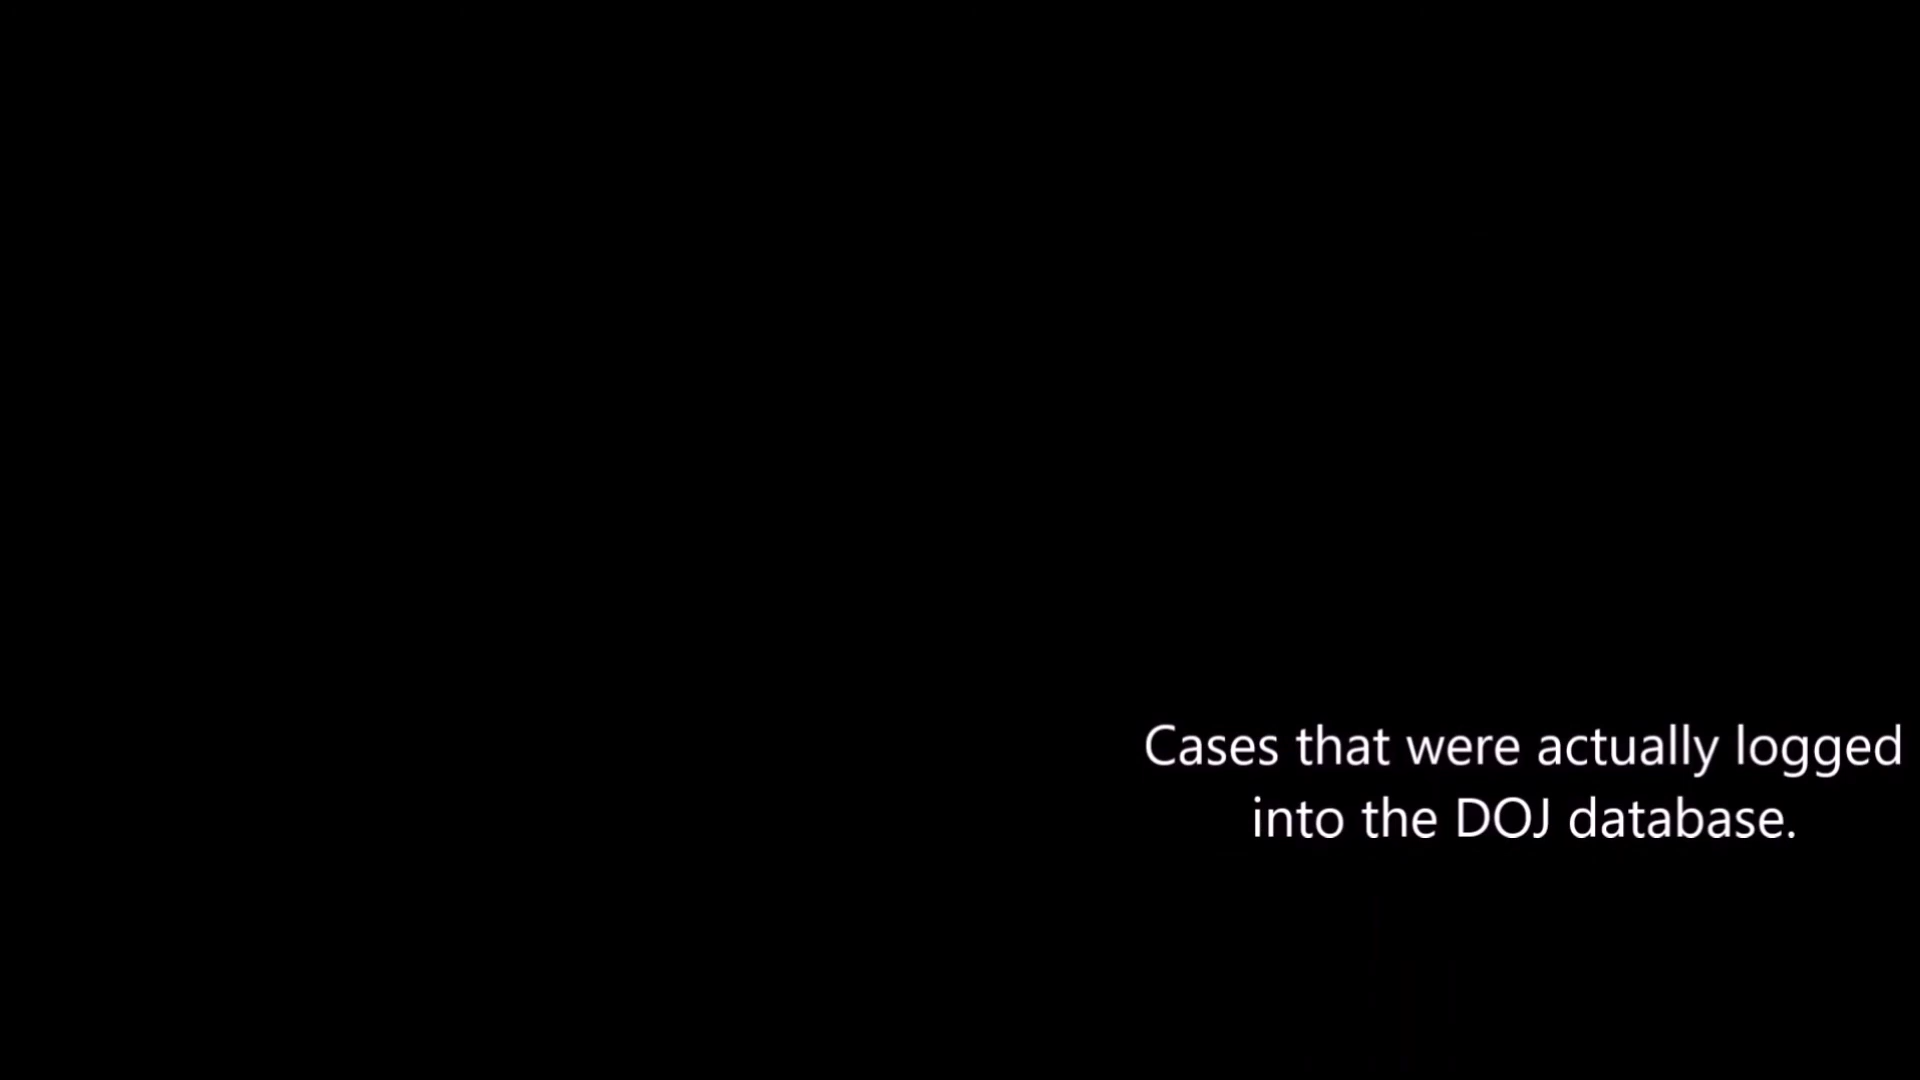 Cases that were actually logged
into the DOJ database.